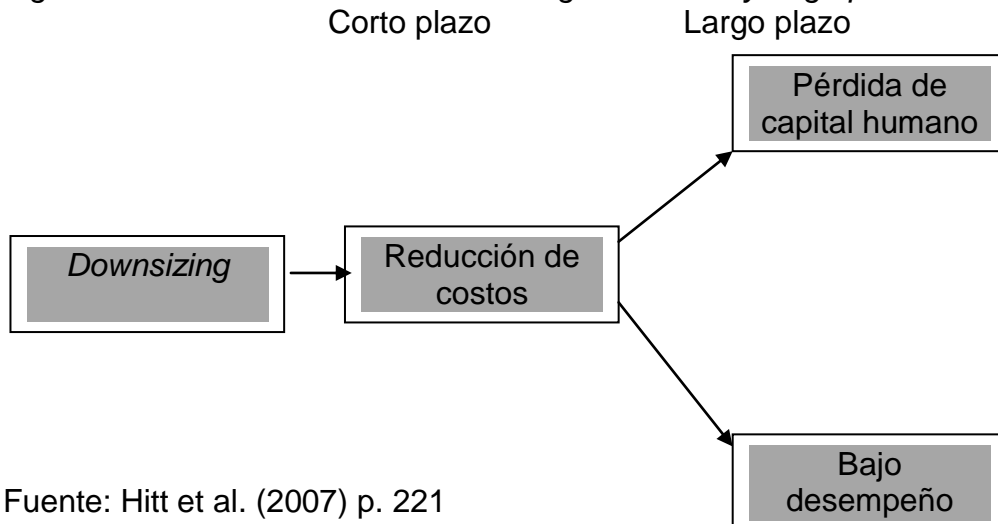 Corto plazo Largo plazo
Pérdida de
capital humano
Downsizing
Reducción de
costos
Bajo
desempeño
Fuente: Hitt et al. (2007) p. 221